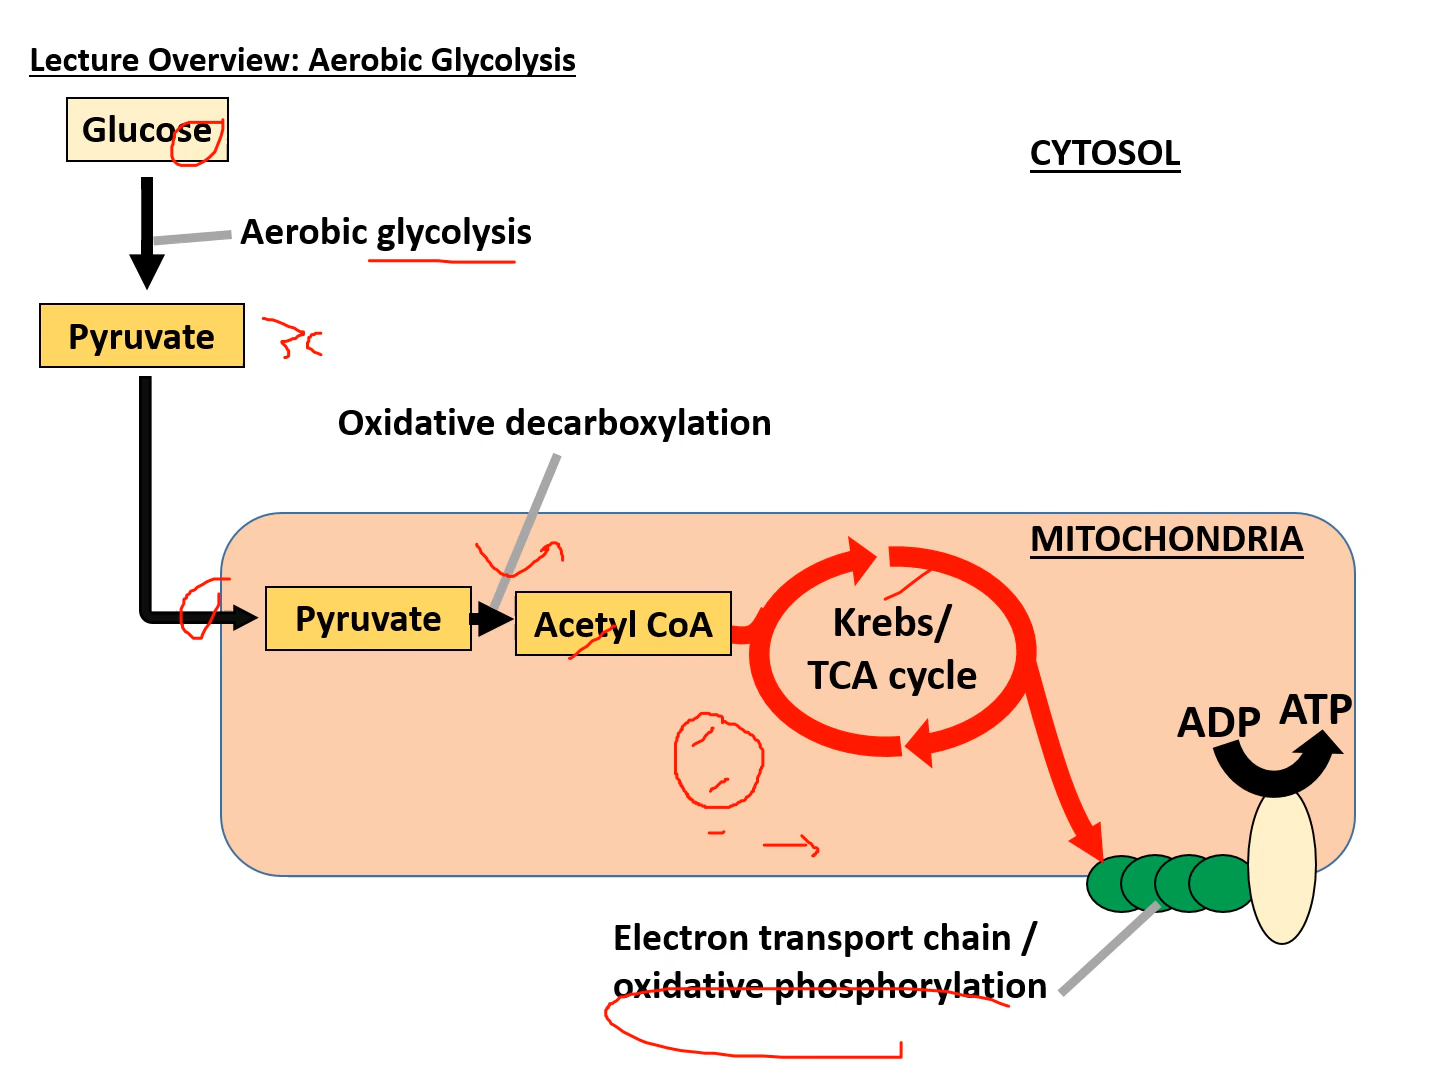 Lecture Overview: Aerobic Glycolysis
Glucose
CYTOSOL
Aerobic glycolysis
Pyruvate
3c
Oxidative decarboxylation
MITOCHONDRIA
Pyruvate
Acetyl CoA
Krebs/
TCA cycle
ADP
ATP
Electron transport chain /
oxidative phosphorylation